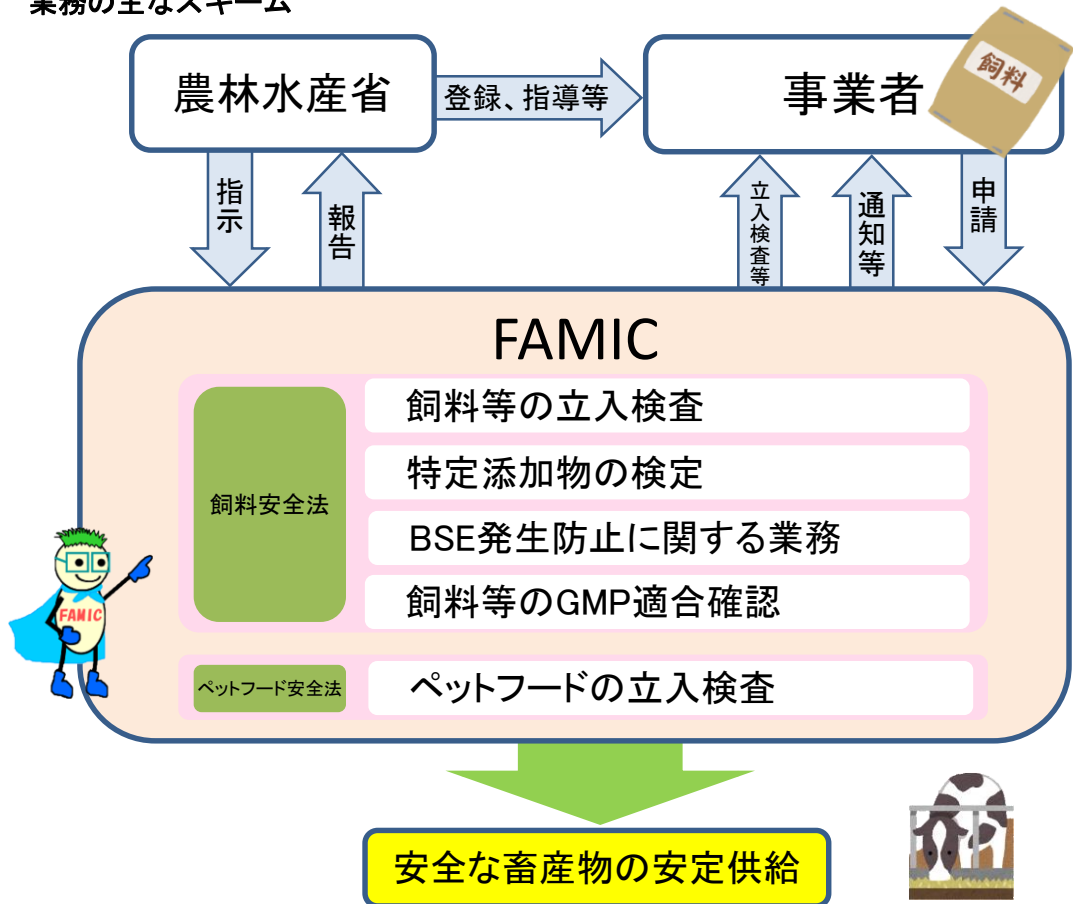 業務の主なスキーム
農林水産省
登録、指導等
事業者
飼料
指示
報告
立入検査等
通知等
申請
FAMIC
飼料安全法
飼料等の立入検査
特定添加物の検定
BSE発生防止に関する業務
飼料等のGMP適合確認
FAMIC
ペットフード安全法
ペットフードの立入検査
安全な畜産物の安定供給